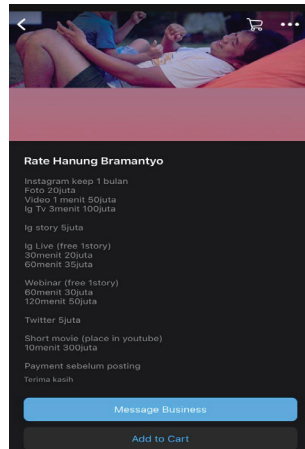 Rate Hanung Bramantyo
Instagram keep 1 bulan
Foto 20juta
Video 1 menit 50juta
Ig Tv 3menit 100juta
Ig story 5juta
Ig Live (free 1story)
30menit 20juta
60menit 35juta
Webinar (free 1story)
60menit 30juta
120menit 50juta
Twitter 5juta
Short movie (place in youtube)
10menit 300juta
Payment sebelum posting
Terima kasih
Message Business
Add to Cart